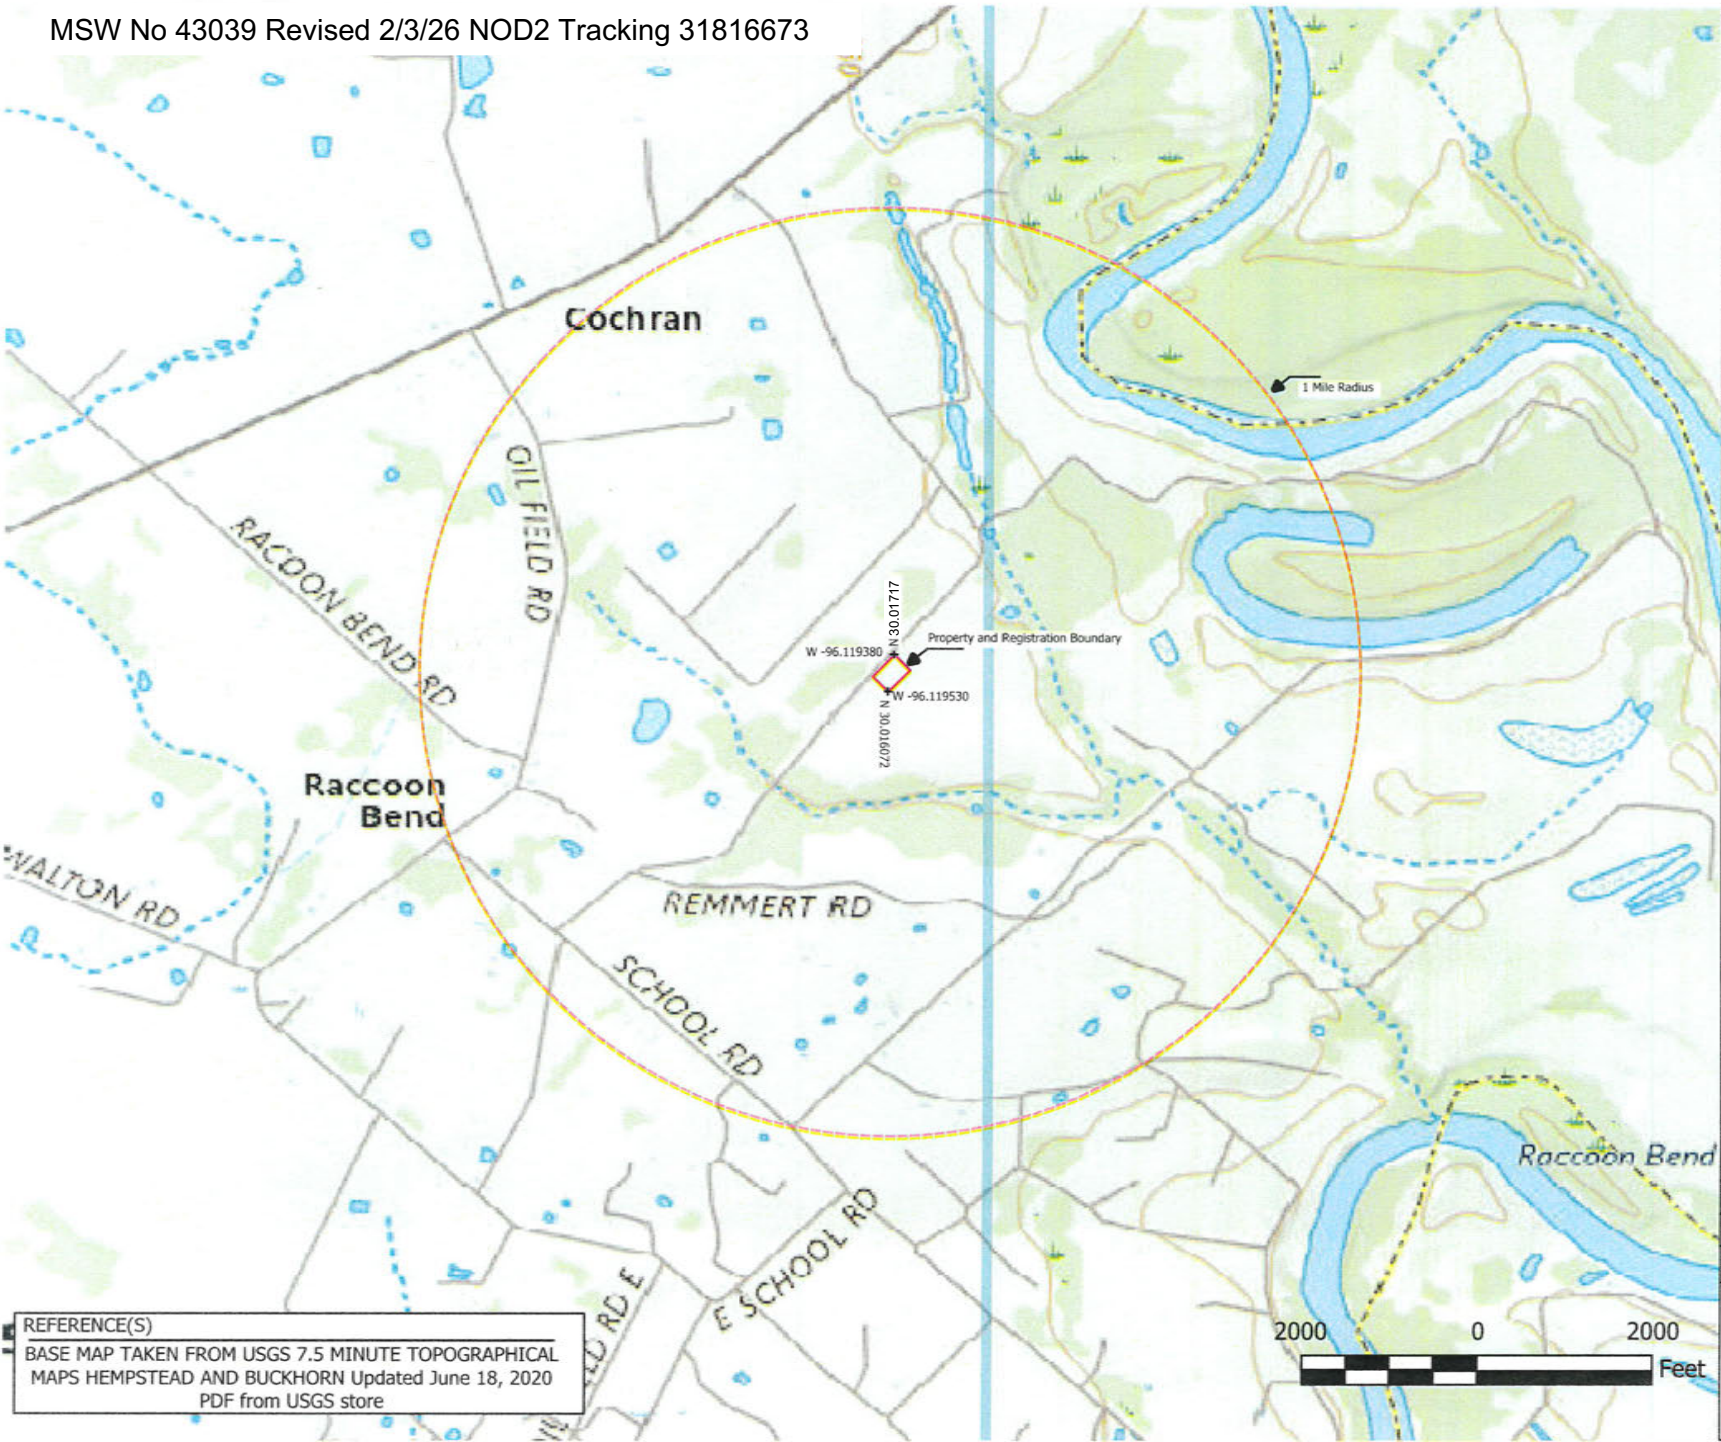 MSW No 43039 Revised 2/3/26 NOD2 Tracking 31816673
Cochran
1 Mile Radius
OIL FIELD RD
RACOON BEND RD
N 30.01717
Property and Registration Boundary
W -96.119380
W -96.119530
N 30.016072
Raccoon
Bend
WALTON RD
REMMERT RD
SCHOOL RD
Raccoon Bend
E SCHOOL RD
RD E
REFERENCE(S)
BASE MAP TAKEN FROM USGS 7.5 MINUTE TOPOGRAPHICAL
MAPS HEMPSTEAD AND BUCKHORN Updated June 18, 2020
PDF from USGS store
2000 0 2000
Feet